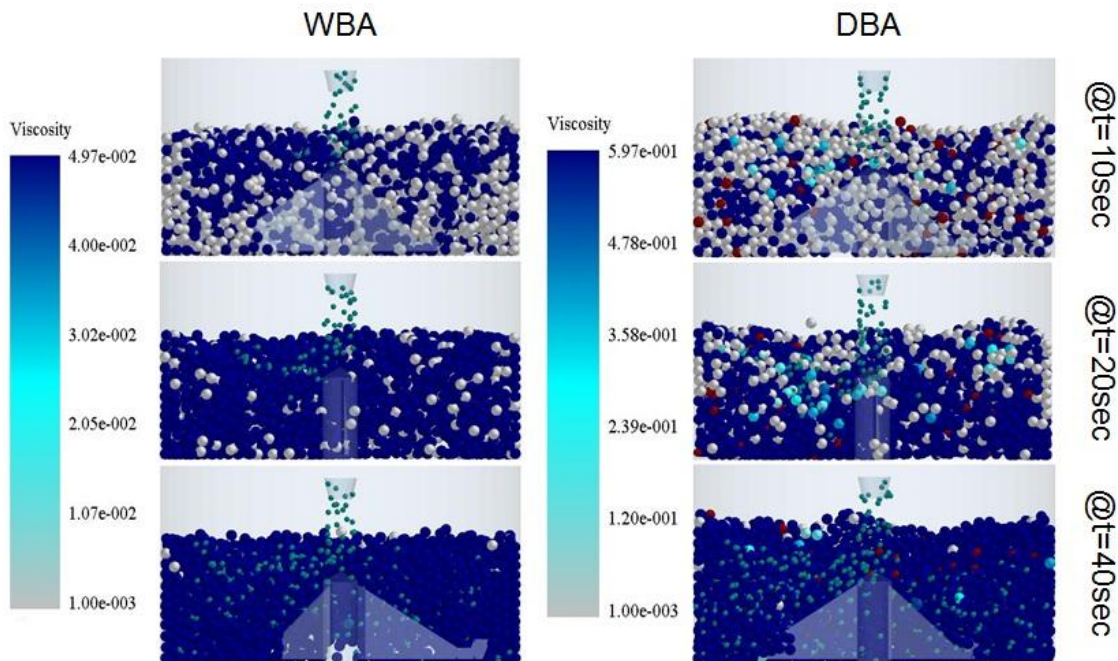 WBA
DBA
Viscosity
4.97e-002
4.00e-002
3.02e-002
2.05e-002
1.07e-002
1.00e-003
Viscosity
5.97e-001
4.78e-001
3.58e-001
2.39e-001
1.20e-001
1.00e-003
@t=10sec
@t=20sec
@t=40sec